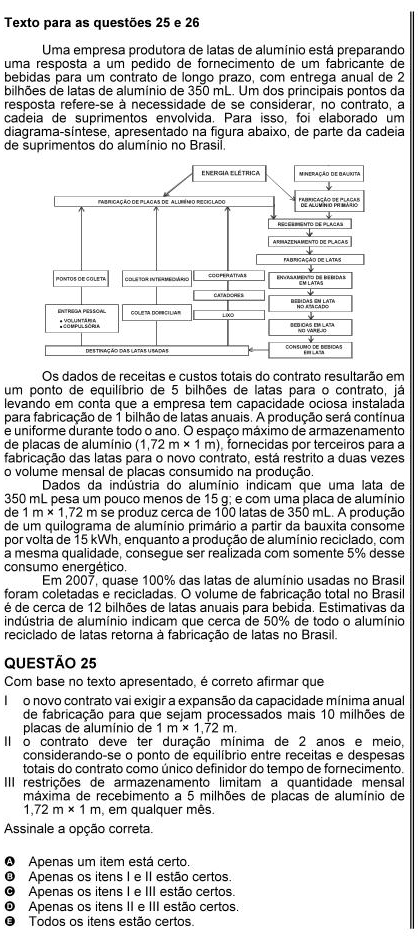 Texto para as questões 25 e 26
Uma empresa produtora de latas de alumínio está preparando
uma resposta a um pedido de fornecimento de um fabricante de
bebidas para um contrato de longo prazo, com entrega anual de 2
bilhões de latas de alumínio de 350 mL. Um dos principais pontos da
resposta refere-se à necessidade de se considerar, no contrato, a
cadeia de suprimentos envolvida. Para isso, foi elaborado um
diagrama-síntese, apresentado na figura abaixo, de parte da cadeia
de suprimentos do alumínio no Brasil.
ENERGIA ELÉTRICA
MINERAÇÃO DE BAUXITA
FABRICAÇÃO DE PLACAS DE ALUMÍNIO RECICLADO
FABRICAÇÃO DE PLACAS
DE ALUMÍNIO PRIMÁRIO
RECEBIMENTO DE PLACAS
ARMAZENAMENTO DE PLACAS
FABRICAÇÃO DE LATAS
PONTOS DE COLETA
COLETOR INTERMEDIÁRIO
COOPERATIVAS
ENVASAMENTO DE BEBIDAS
EM LATAS
CATADORES
BEBIDAS EM LATA
NO ATACADO
ENTREGA PESSOAL
• VOLUNTÁRIA
• COMPULSÓRIA
COLETA DOMICILIAR
LIXO
BEBIDAS EM LATA
NO VAREJO
DESTINAÇÃO DAS LATAS USADAS
CONSUMO DE BEBIDAS
EM LATA
Os dados de receitas e custos totais do contrato resultarão em
um ponto de equilíbrio de 5 bilhões de latas para o contrato, já
levando em conta que a empresa tem capacidade ociosa instalada
para fabricação de 1 bilhão de latas anuais. A produção será contínua
e uniforme durante todo o ano. O espaço máximo de armazenamento
de placas de alumínio (1,72 m × 1 m), fornecidas por terceiros para a
fabricação das latas para o novo contrato, está restrito a duas vezes
o volume mensal de placas consumido na produção.
Dados da indústria do alumínio indicam que uma lata de
350 mL pesa um pouco menos de 15 g; e com uma placa de alumínio
de 1 m × 1,72 m se produz cerca de 100 latas de 350 mL. A produção
de um quilograma de alumínio primário a partir da bauxita consome
por volta de 15 kWh, enquanto a produção de alumínio reciclado, com
a mesma qualidade, consegue ser realizada com somente 5% desse
consumo energético.
Em 2007, quase 100% das latas de alumínio usadas no Brasil
foram coletadas e recicladas. O volume de fabricação total no Brasil
é de cerca de 12 bilhões de latas anuais para bebida. Estimativas da
indústria de alumínio indicam que cerca de 50% de todo o alumínio
reciclado de latas retorna à fabricação de latas no Brasil.
QUESTÃO 25
Com base no texto apresentado, é correto afirmar que
I o novo contrato vai exigir a expansão da capacidade mínima anual
de fabricação para que sejam processados mais 10 milhões de
placas de alumínio de 1 m × 1,72 m.
II o contrato deve ter duração mínima de 2 anos e meio,
considerando-se o ponto de equilíbrio entre receitas e despesas
totais do contrato como único definidor do tempo de fornecimento.
III restrições de armazenamento limitam a quantidade mensal
máxima de recebimento a 5 milhões de placas de alumínio de
1,72 m × 1 m, em qualquer mês.
Assinale a opção correta.
A Apenas um item está certo.
B Apenas os itens I e II estão certos.
C Apenas os itens I e III estão certos.
D Apenas os itens II e III estão certos.
E Todos os itens estão certos.